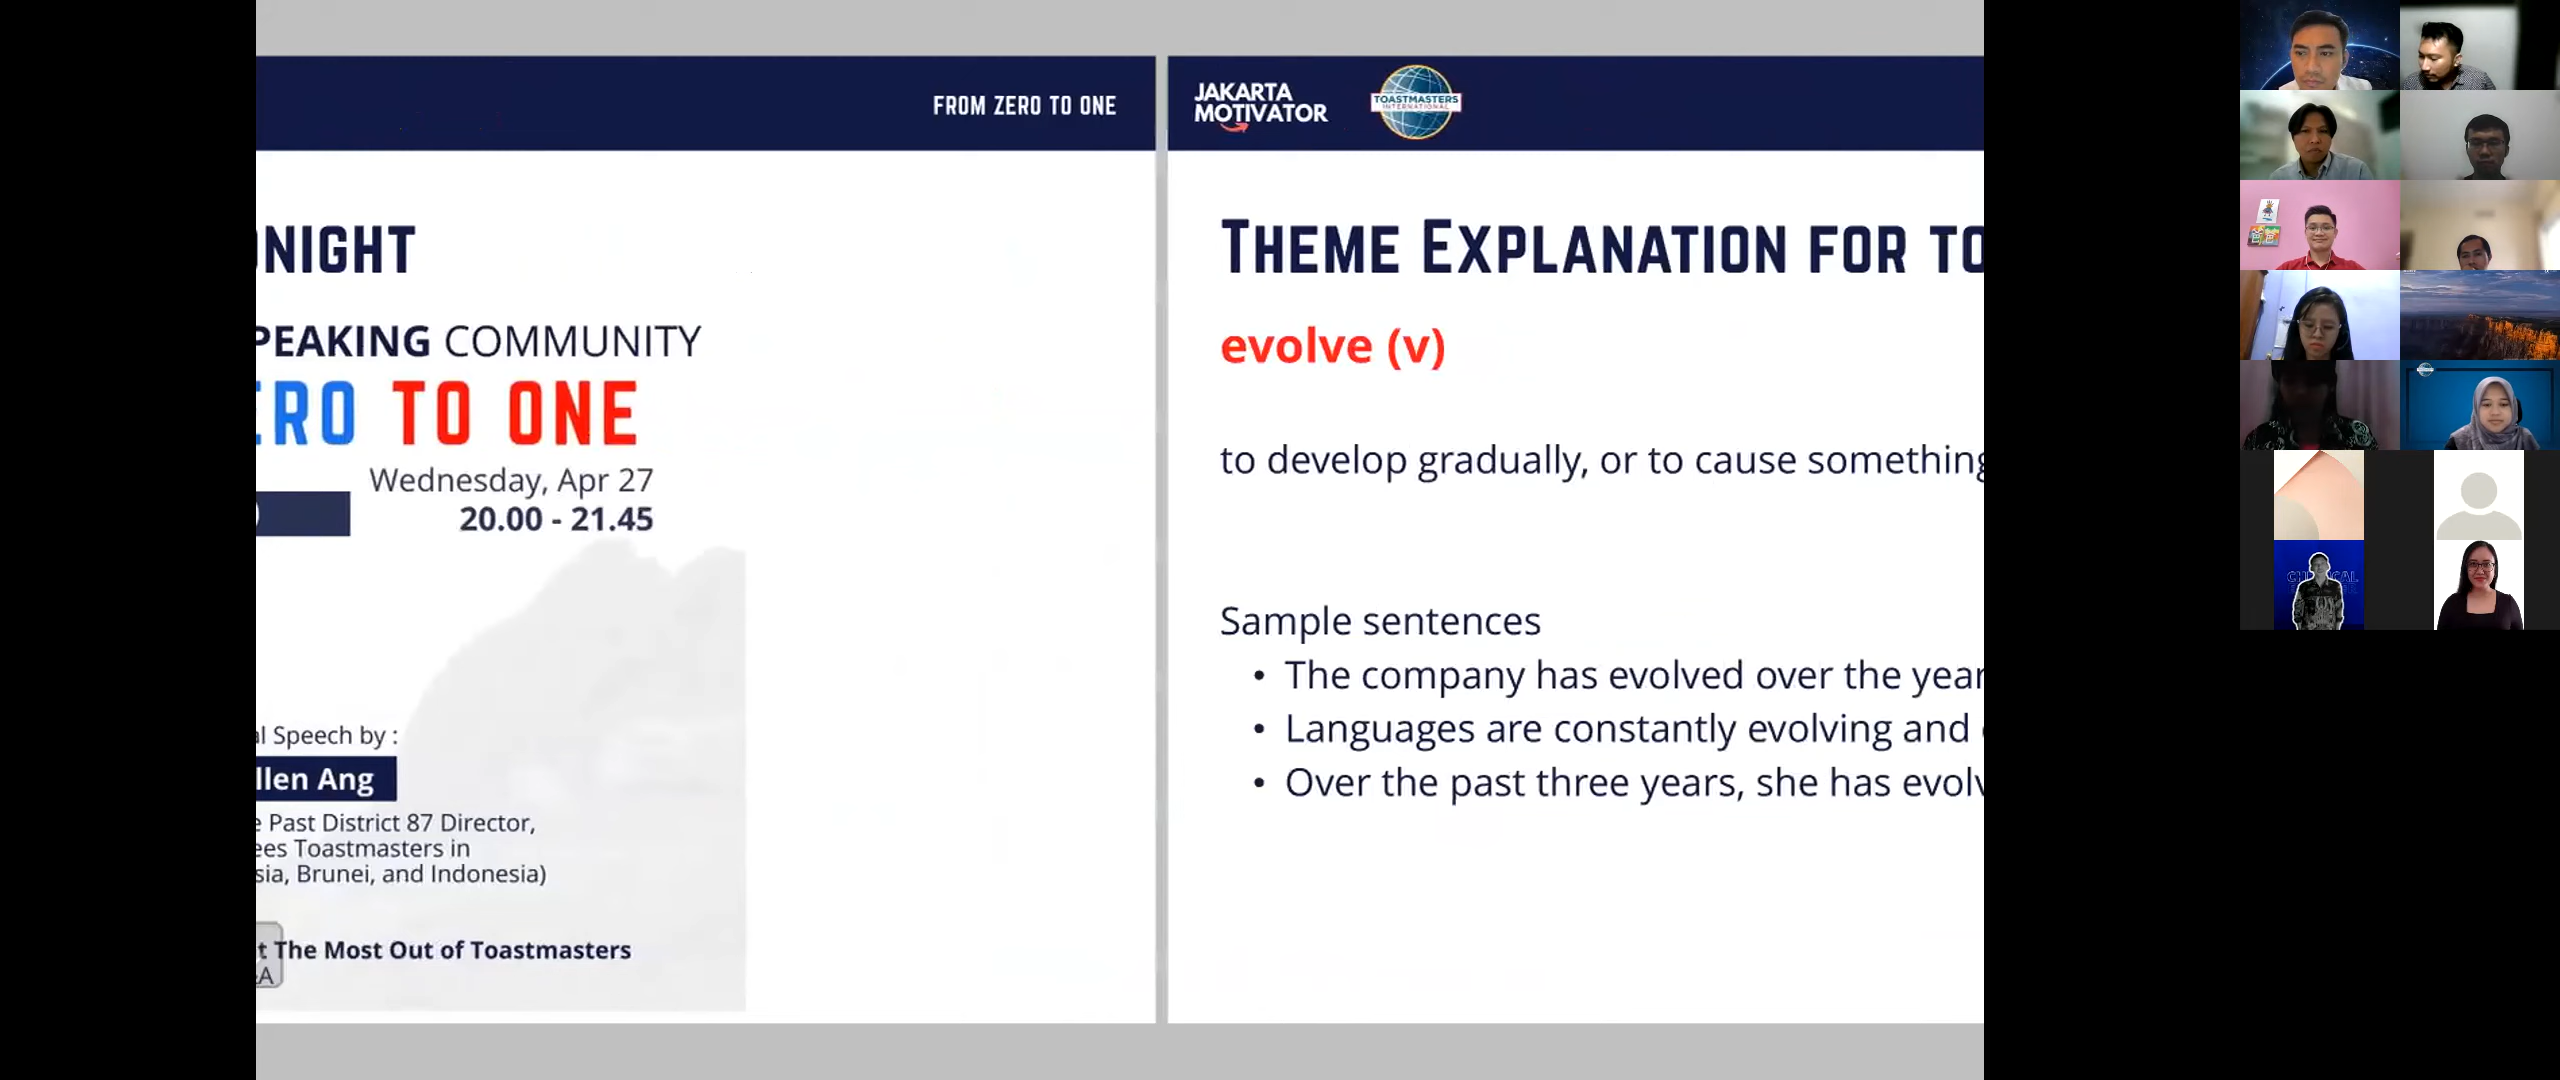 FROM ZERO TO ONE
ONIGHT
PEAKING COMMUNITY
ERO TO ONE
Wednesday, Apr 27
20.00 - 21.45
al Speech by :
llen Ang
e Past District 87 Director,
ees Toastmasters in
sia, Brunei, and Indonesia)
t The Most Out of Toastmasters
JAKARTA
MOTIVATOR
TOASTMASTERS
INTERNATIONAL
THEME EXPLANATION FOR TO
evolve (v)
to develop gradually, or to cause something
Sample sentences
• The company has evolved over the year
• Languages are constantly evolving and
• Over the past three years, she has evolv